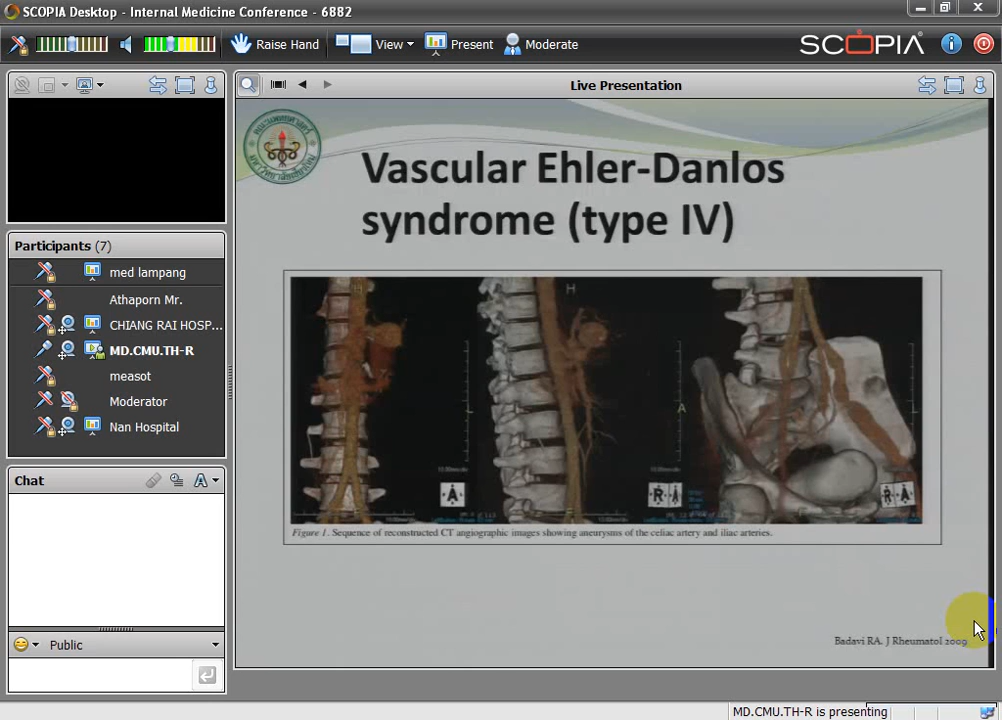 SCOPIA Desktop - Internal Medicine Conference - 6882
Raise Hand
View
Present
Moderate
SCOPIA
Live Presentation
Participants (7)
med lampang
Athaporn Mr.
CHIANG RAI HOSP...
MD.CMU.TH-R
measot
Moderator
Nan Hospital
Chat
Public
Vascular Ehler-Danlos
syndrome (type IV)
H
H
A
A
R A
R A
Figure 1. Sequence of reconstructed CT angiographic images showing aneurysms of the celiac artery and iliac arteries.
Badavi RA. J Rheumatol 2009
MD.CMU.TH-R is presenting